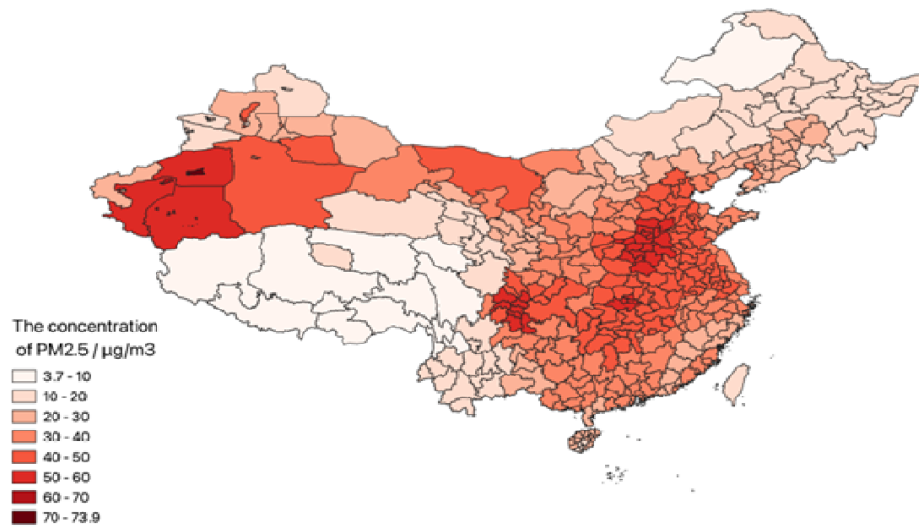 The concentration
of PM2.5 / μg/m3
3.7 - 10
10 - 20
20 - 30
30 - 40
40 - 50
50 - 60
60 - 70
70 - 73.9